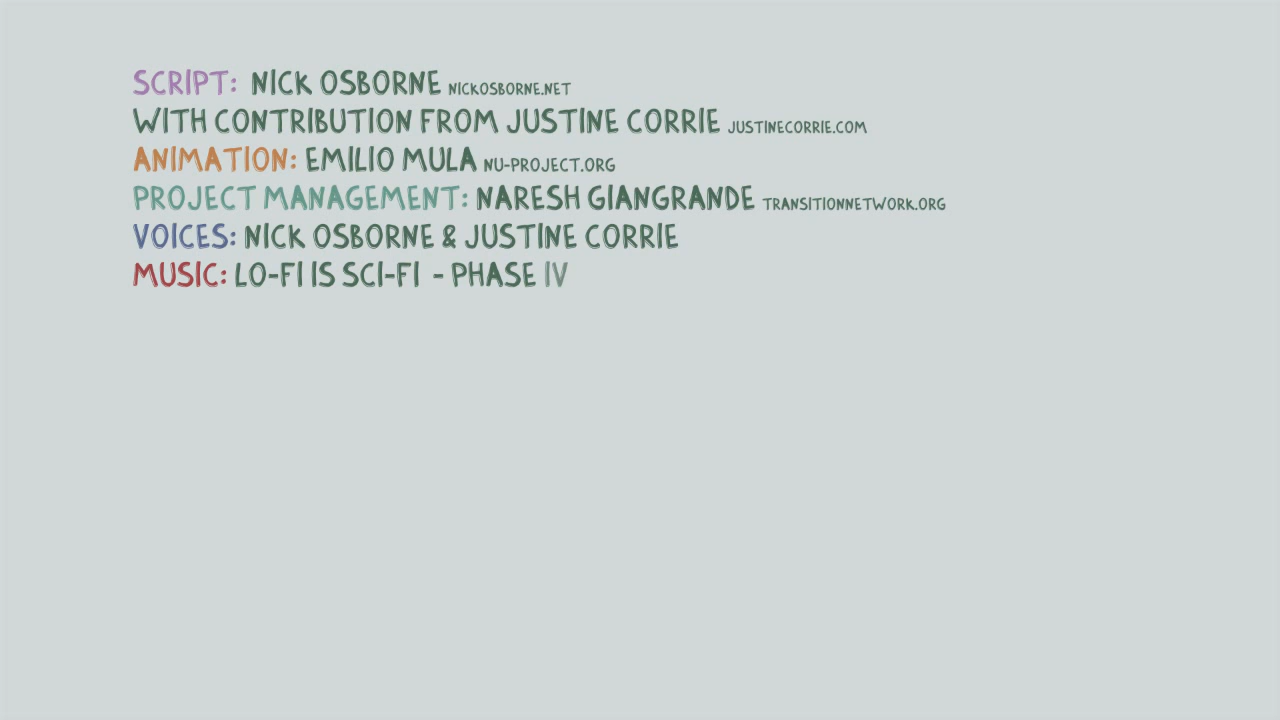 SCRIPT: NICK OSBORNE NICKOSBORNE.NET
WITH CONTRIBUTION FROM JUSTINE CORRIE JUSTINECORRIE.COM
ANIMATION: EMILIO MULA NU-PROJECT.ORG
PROJECT MANAGEMENT: NARESH GIANGRANDE TRANSITIONNETWORK.ORG
VOICES: NICK OSBORNE & JUSTINE CORRIE
MUSIC: LO-FI IS SCI-FI - PHASE IV